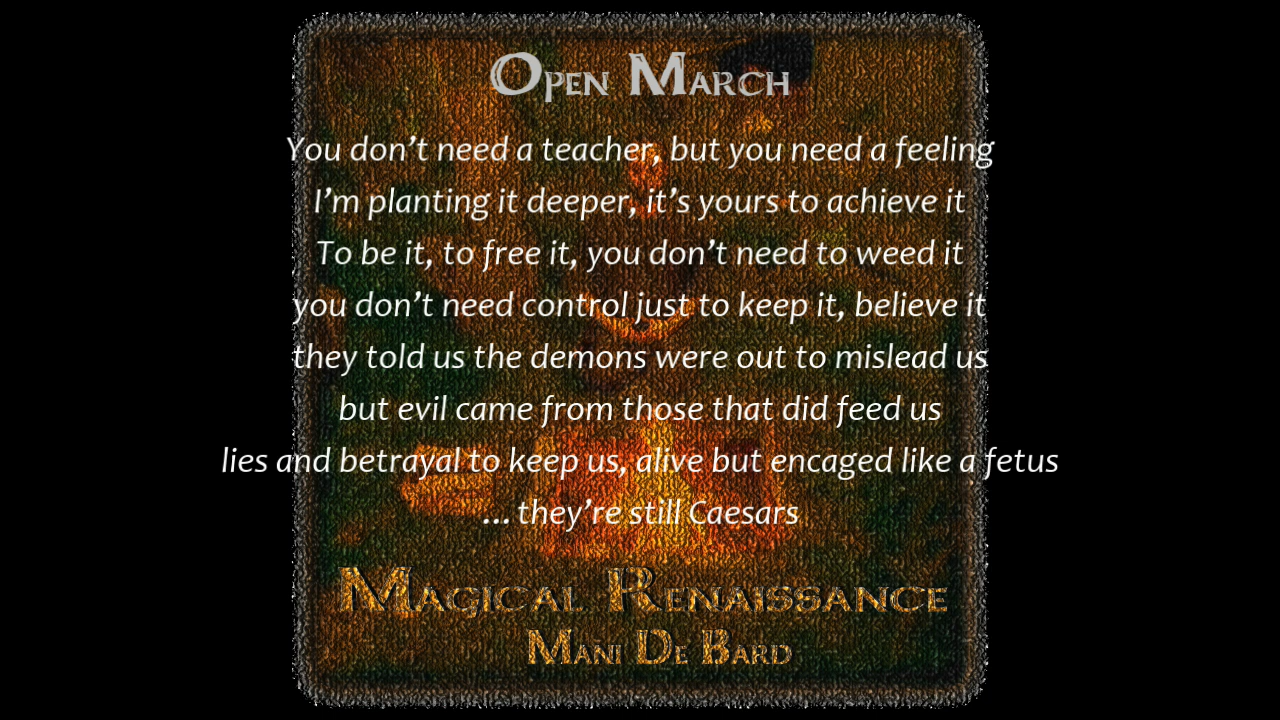 Open March
You don’t need a teacher, but you need a feeling
I’m planting it deeper, it’s yours to achieve it
To be it, to free it, you don’t need to weed it
you don’t need control just to keep it, believe it
they told us the demons were out to mislead us
but evil came from those that did feed us
lies and betrayal to keep us, alive but encaged like a fetus
... they’re still Caesars
Magical Renaissance
Mani De Bard